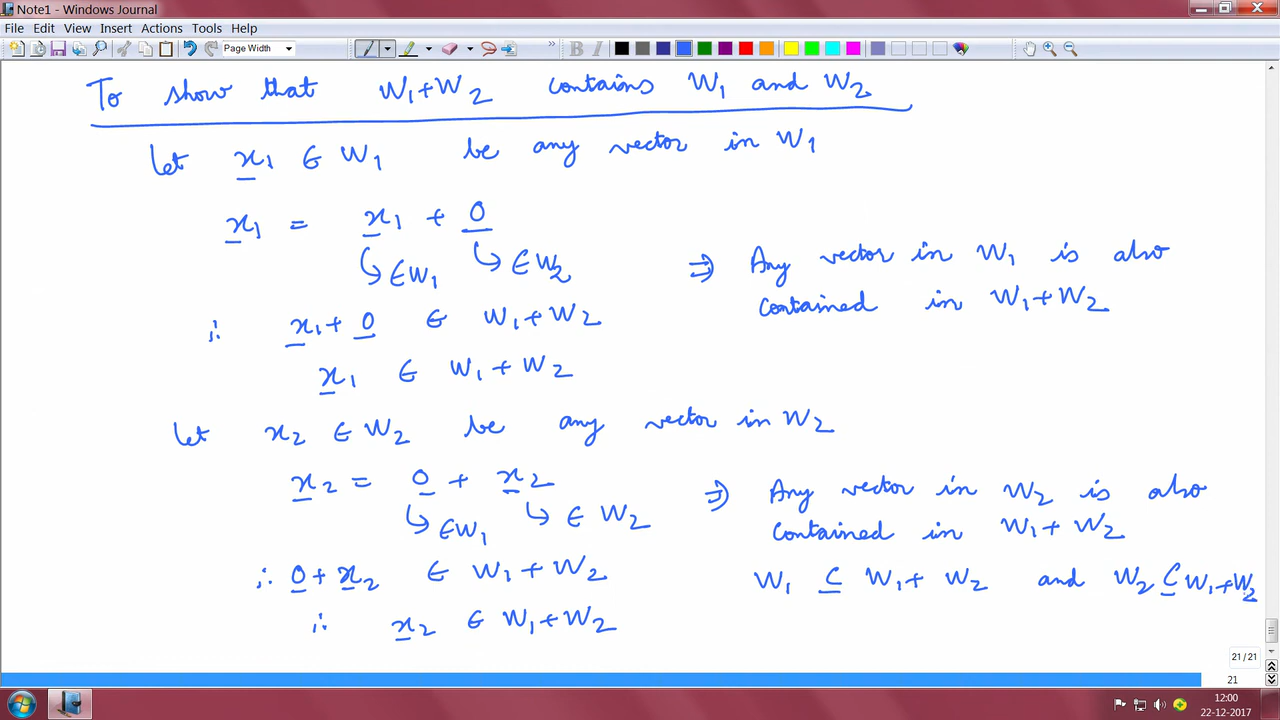 Note1 - Windows Journal
File Edit View Insert Actions Tools Help
Page Width
To show that W1+W2 contains W1 and W2
Let x1 ∈ W1 be any vector in W1
x1 = x1 + 0
∈W1 ∈W2
⇒ Any vector in W1 is also
contained in W1+W2
∴ x1+ 0 ∈ W1+W2
x1 ∈ W1+W2
Let x2 ∈ W2 be any vector in W2
x2 = 0 + x2
∈W1 ∈ W2
⇒ Any vector in W2 is also
contained in W1+ W2
∴ 0+ x2 ∈ W1+W2
W1 ⊆ W1+ W2 and W2 ⊆ W1+W2
∴ x2 ∈ W1+W2
21 / 21
21
12:00
22-12-2017